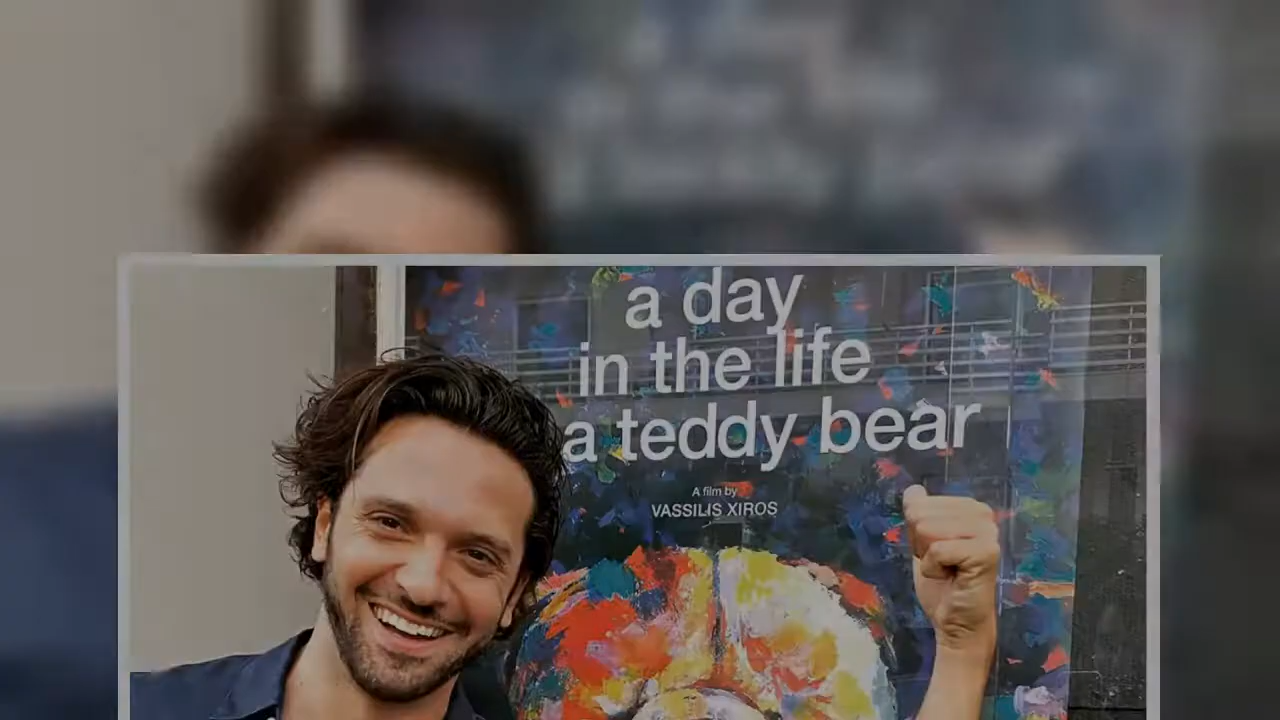 a day
in the life
a teddy bear
A film by
VASSILIS XIROS